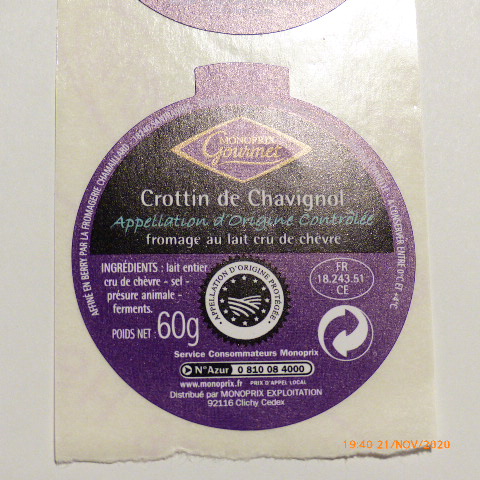 MONOPRIX
Gourmet
Crottin de Chavignol
Appellation d'Origine Contrôlée
fromage au lait cru de chèvre
AFFINÉ EN BERRY PAR LA FROMAGERIE CHAMAILLARD
À CONSERVER ENTRE 0°C ET +4°C
INGRÉDIENTS : lait entier
cru de chèvre - sel -
présure animale -
ferments.
POIDS NET : 60g
APPELLATION D'ORIGINE PROTÉGÉE
FR
18.243.51
CE
Service Consommateurs Monoprix
N°Azur 0 810 08 4000
www.monoprix.fr PRIX D'APPEL LOCAL
Distribué par MONOPRIX EXPLOITATION
92116 Clichy Cedex
19:40 21/NOV/2020